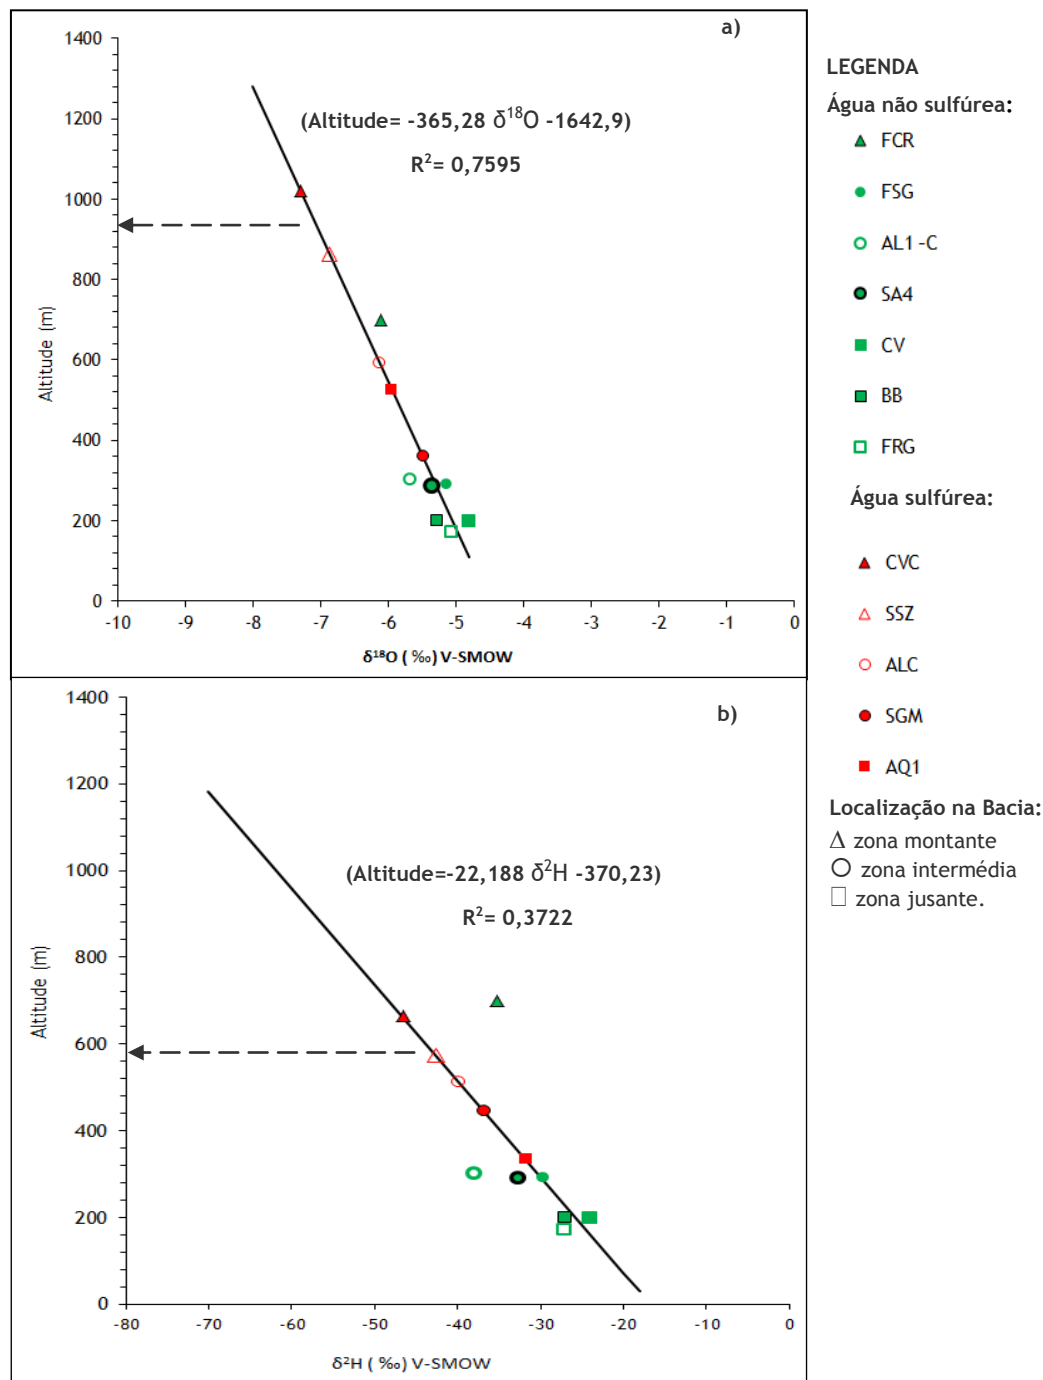 a)
1400
1200
1000
800
600
400
200
0
Altitude (m)
(Altitude= -365,28 δ¹⁸O -1642,9)
R²= 0,7595
-10 -9 -8 -7 -6 -5 -4 -3 -2 -1 0
δ¹⁸O ( ‰) V-SMOW
b)
1400
1200
1000
800
600
400
200
0
Altitude (m)
(Altitude=-22,188 δ²H -370,23)
R²= 0,3722
-80 -70 -60 -50 -40 -30 -20 -10 0
δ²H ( ‰) V-SMOW
LEGENDA
Água não sulfúrea:
FCR
FSG
AL1 -C
SA4
CV
BB
FRG
Água sulfúrea:
CVC
SSZ
ALC
SGM
AQ1
Localização na Bacia:
zona montante
zona intermédia
zona jusante.